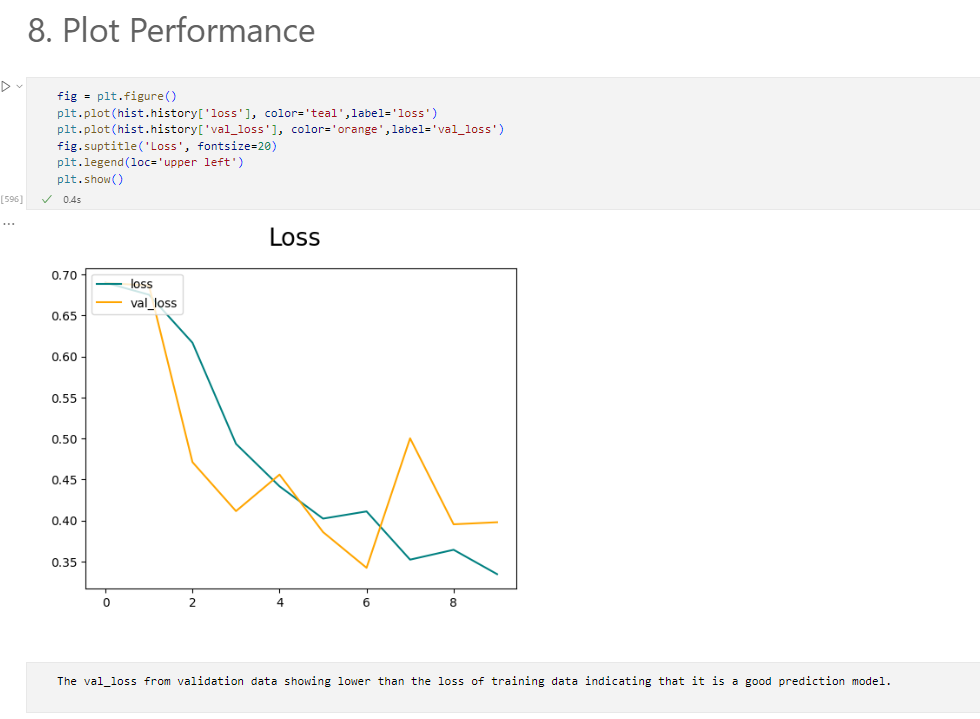 8. Plot Performance
fig = plt.figure()
plt.plot(hist.history['loss'], color='teal',label='loss')
plt.plot(hist.history['val_loss'], color='orange',label='val_loss')
fig.suptitle('Loss', fontsize=20)
plt.legend(loc='upper left')
plt.show()
[596]
0.4s
...
Loss
loss
val_loss
0.70
0.65
0.60
0.55
0.50
0.45
0.40
0.35
0 2 4 6 8
The val_loss from validation data showing lower than the loss of training data indicating that it is a good prediction model.